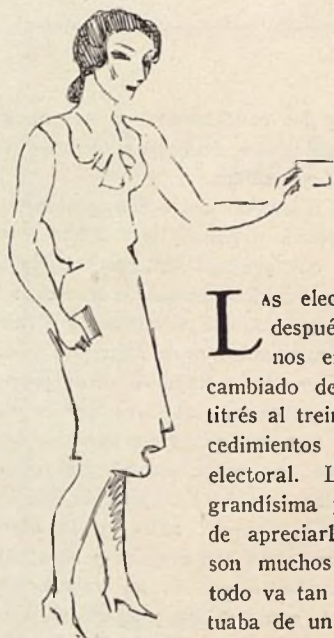 LAS elec
despué
nos e
cambiado de
titrés al trein
cedimientos
electoral. L
grandísima
de apreciarl
son muchos
todo va tan
tuaba de un